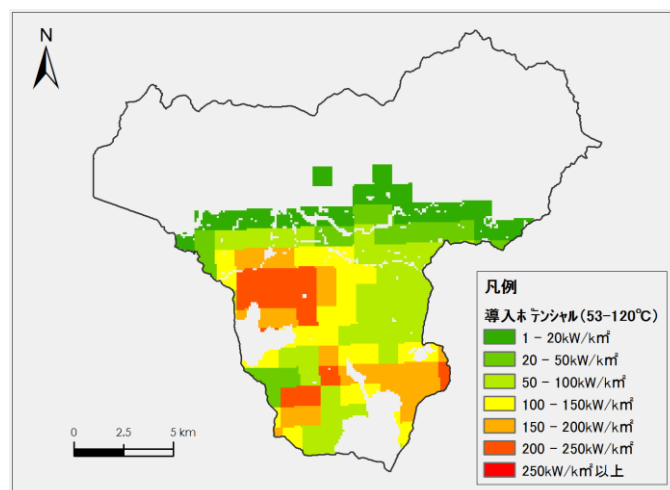 N
凡例
導入ホ゜テンシャル(53-120℃)
1 - 20kW/k㎡
20 - 50kW/k㎡
50 - 100kW/k㎡
100 - 150kW/k㎡
150 - 200kW/k㎡
200 - 250kW/k㎡
250kW/k㎡以上
0 2.5 5 km